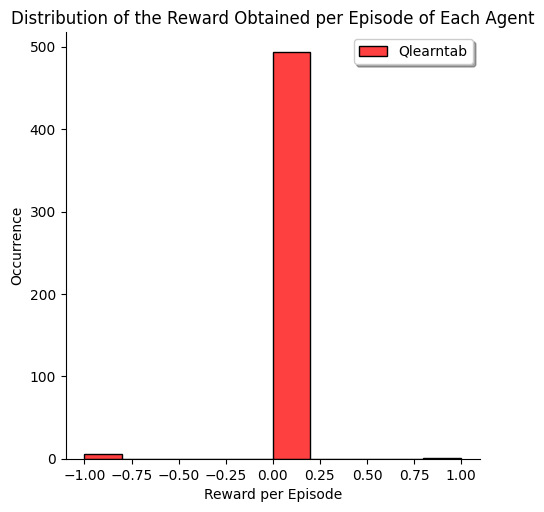 Distribution of the Reward Obtained per Episode of Each Agent
Qlearntab
500
400
300
200
100
0
Occurrence
−1.00 −0.75 −0.50 −0.25 0.00 0.25 0.50 0.75 1.00
Reward per Episode